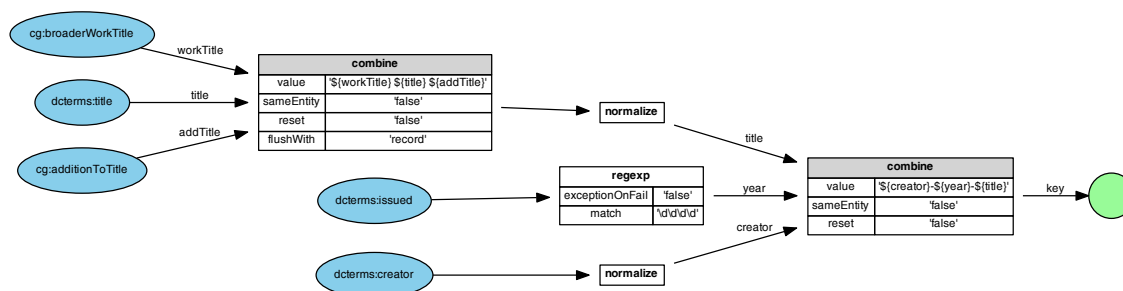 cg:broaderWorkTitle
workTitle
dcterms:title
title
cg:additionToTitle
addTitle
combine
value '${workTitle} ${title} ${addTitle}'
sameEntity 'false'
reset 'false'
flushWith 'record'
normalize
title
dcterms:issued
regexp
exceptionOnFail 'false'
match '\d\d\d\d'
year
dcterms:creator
normalize
creator
combine
value '${creator}-${year}-${title}'
sameEntity 'false'
reset 'false'
key